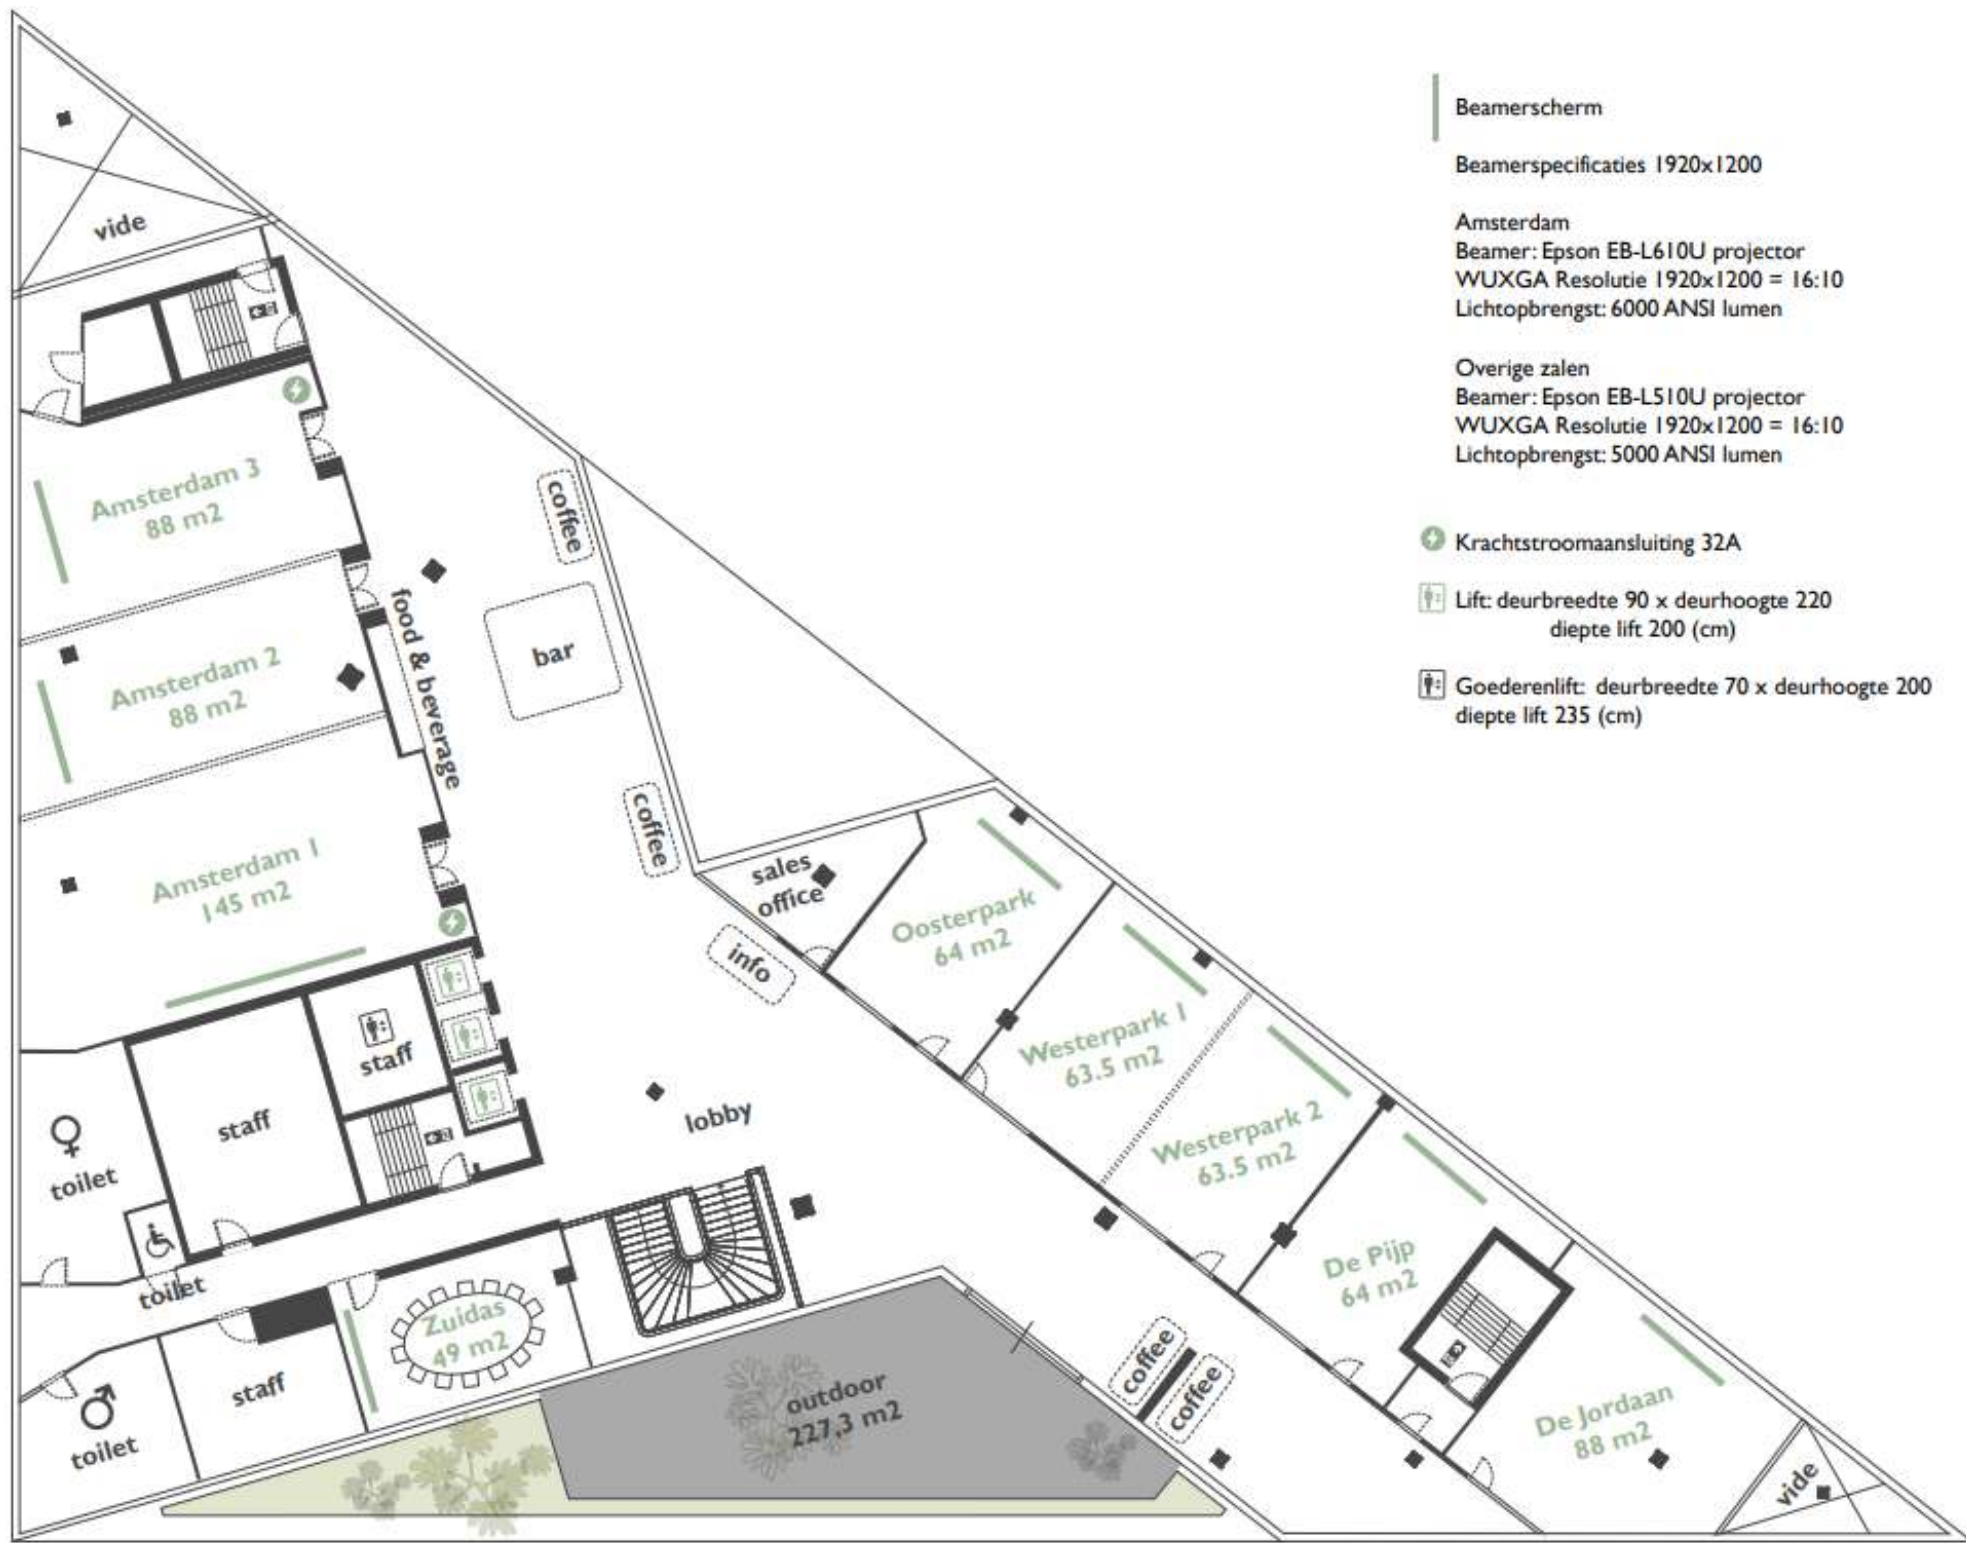 Beamerscherm
Beamerspecificaties 1920x1200
Amsterdam
Beamer: Epson EB-L610U projector
WUXGA Resolutie 1920x1200 = 16:10
Lichtopbrengst: 6000 ANSI lumen
Overige zalen
Beamer: Epson EB-L510U projector
WUXGA Resolutie 1920x1200 = 16:10
Lichtopbrengst: 5000 ANSI lumen
Krachtstroomaansluiting 32A
Lift: deurbreedte 90 x deurhoogte 220
diepte lift 200 (cm)
Goederenlift: deurbreedte 70 x deurhoogte 200
diepte lift 235 (cm)
vide
Amsterdam 3
88 m2
coffee
food & beverage
bar
Amsterdam 2
88 m2
coffee
Amsterdam 1
145 m2
sales
office
info
Oosterpark
64 m2
Westerpark 1
63.5 m2
Westerpark 2
63.5 m2
staff
staff
lobby
toilet
toilet
De Pijp
64 m2
Zuidas
49 m2
staff
toilet
outdoor
227,3 m2
coffee
coffee
De Jordaan
88 m2
vide